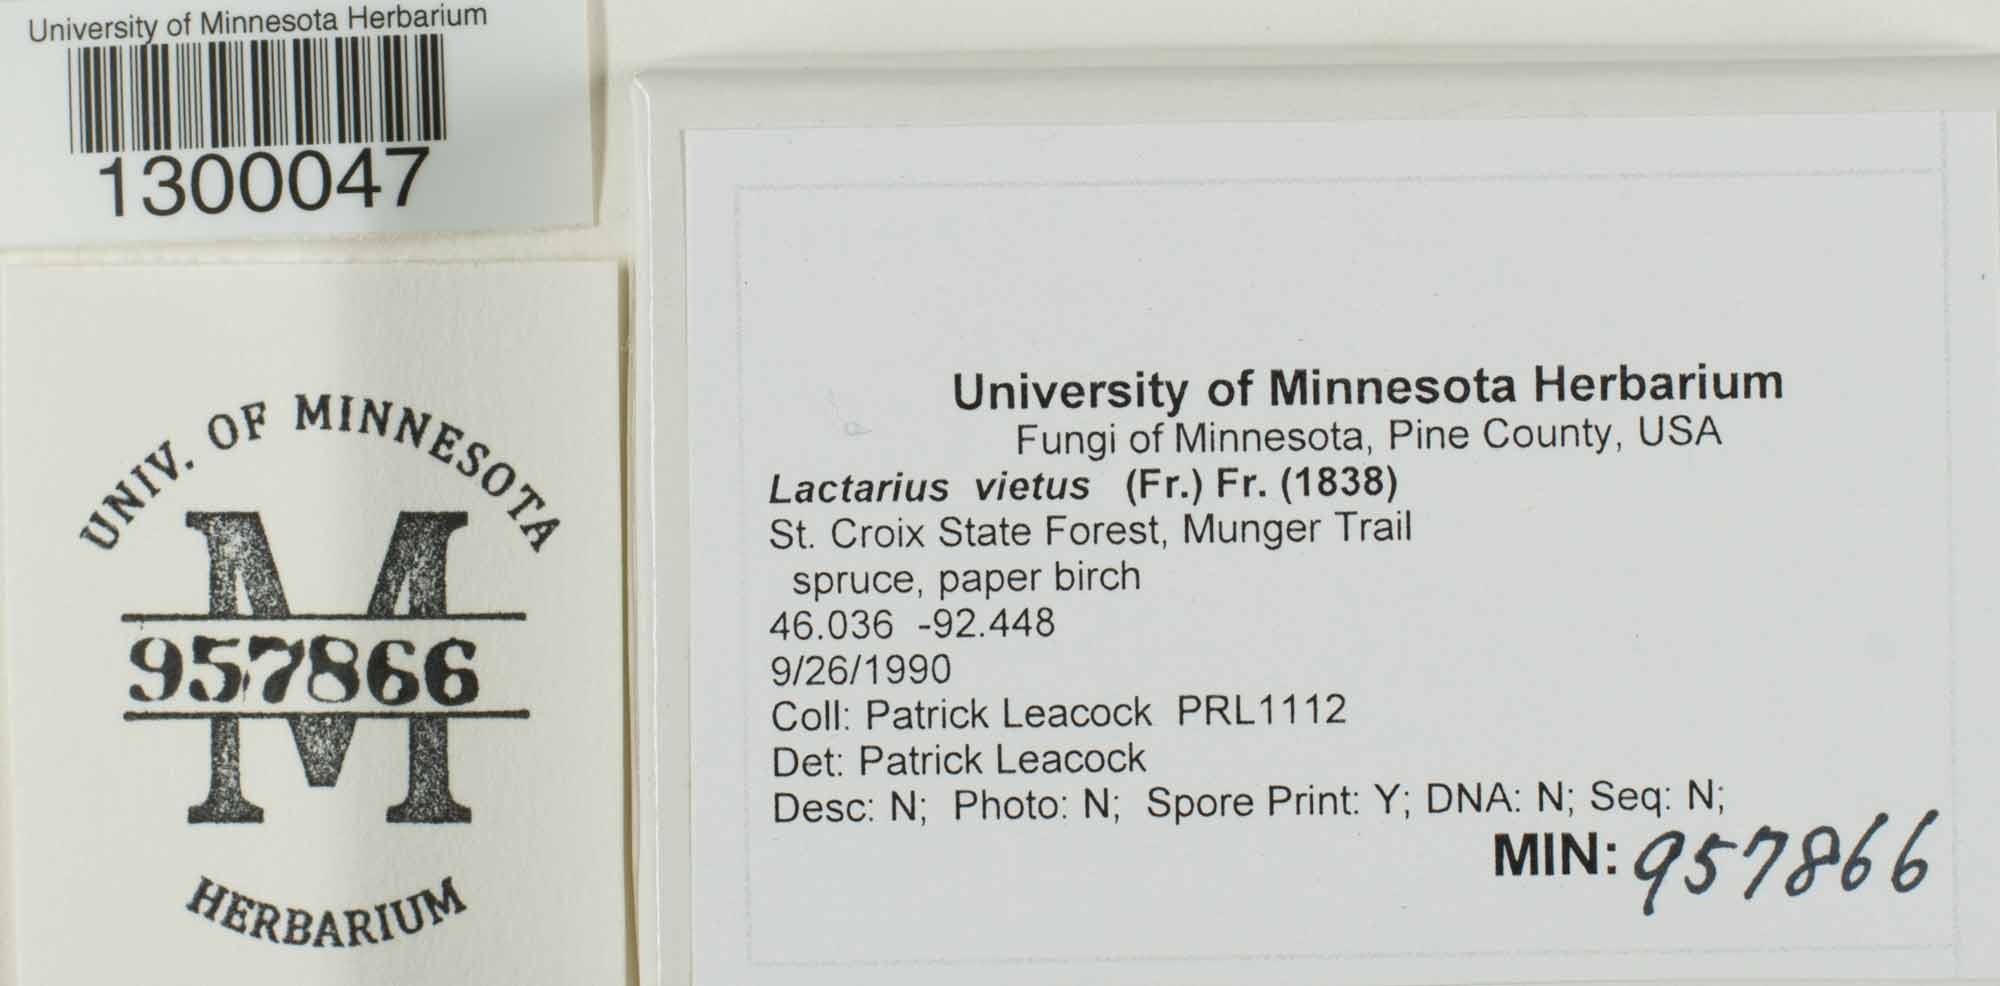 University of Minnesota Herbarium
1300047
UNIV. OF MINNESOTA
957866
HERBARIUM
University of Minnesota Herbarium
Fungi of Minnesota, Pine County, USA
Lactarius vietus (Fr.) Fr. (1838)
St. Croix State Forest, Munger Trail
spruce, paper birch
46.036 -92.448
9/26/1990
Coll: Patrick Leacock PRL1112
Det: Patrick Leacock
Desc: N; Photo: N; Spore Print: Y; DNA: N; Seq: N;
MIN: 957866